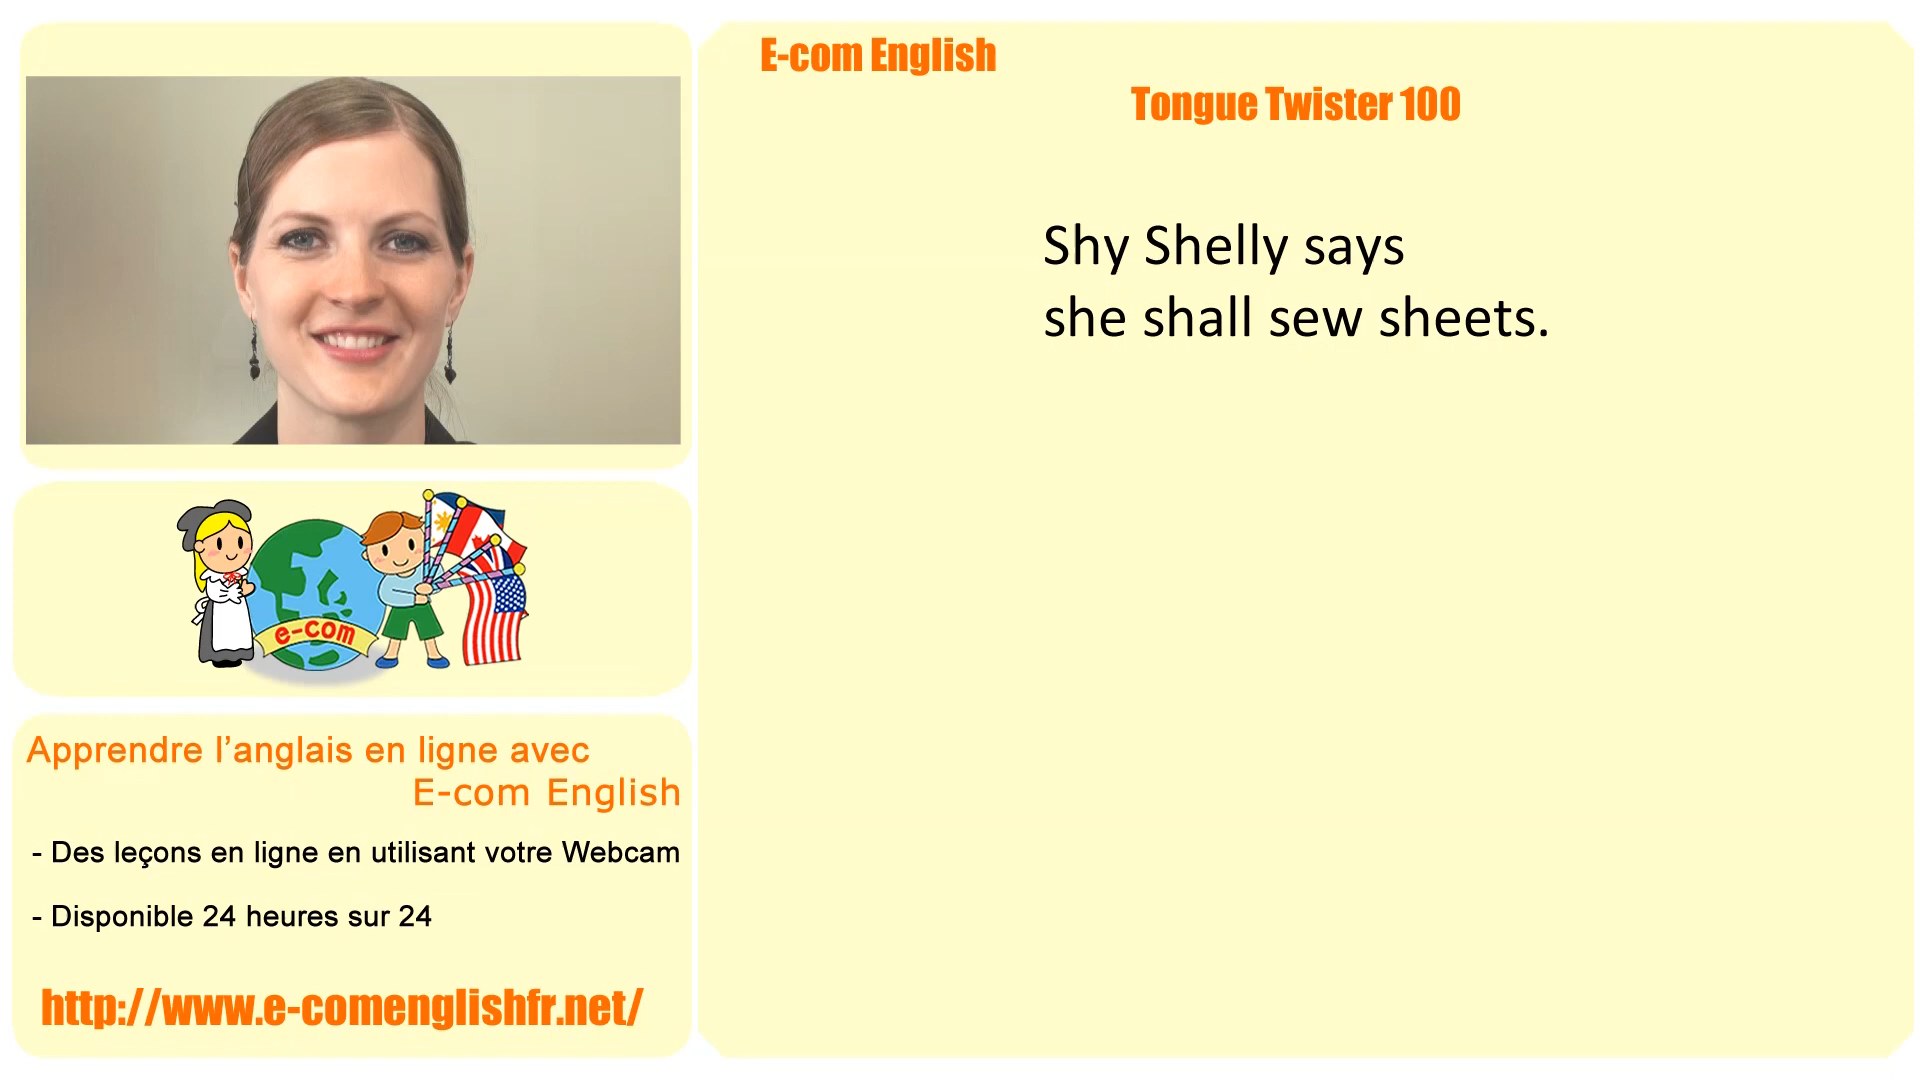 E-com English
Tongue Twister 100
Shy Shelly says
she shall sew sheets.
e-com
Apprendre l’anglais en ligne avec
E-com English
- Des leçons en ligne en utilisant votre Webcam
- Disponible 24 heures sur 24
http://www.e-comenglishfr.net/